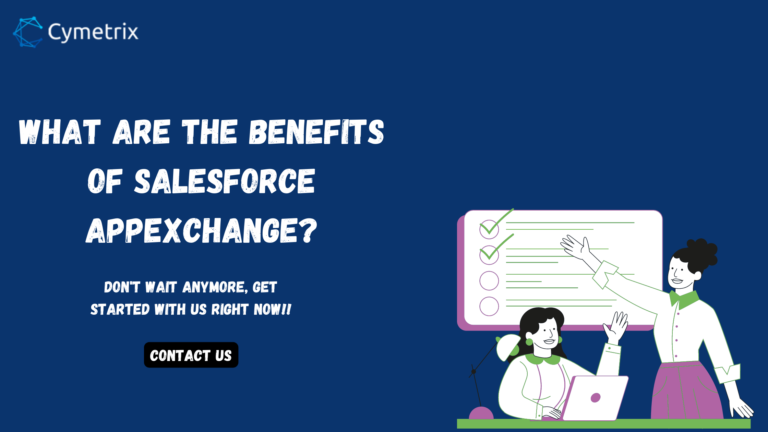 Cymetrix
WHAT ARE THE BENEFITS
OF SALESFORCE
APPEXCHANGE?
DON'T WAIT ANYMORE, GET
STARTED WITH US RIGHT NOW!!
CONTACT US